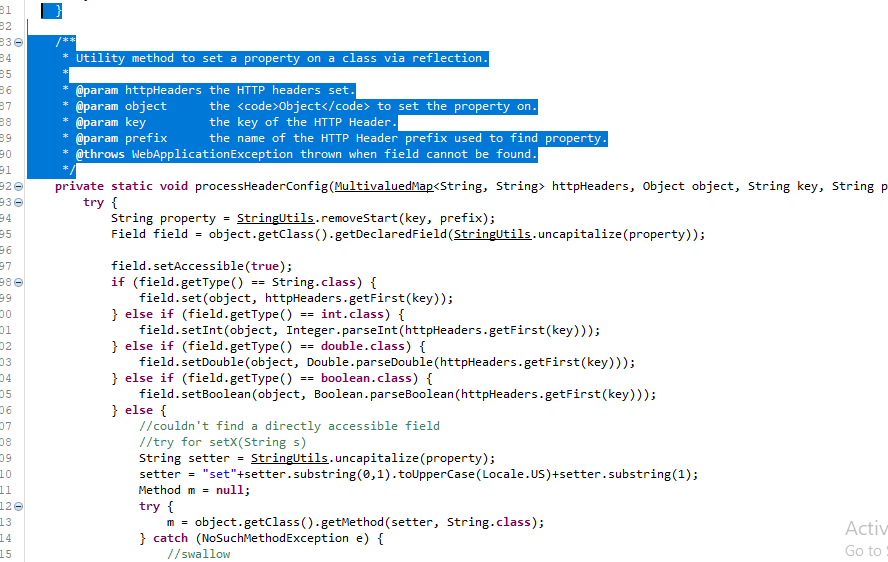 81 }
82
83 /**
84 * Utility method to set a property on a class via reflection.
85 *
86 * @param httpHeaders the HTTP headers set.
87 * @param object the <code>Object</code> to set the property on.
88 * @param key the key of the HTTP Header.
89 * @param prefix the name of the HTTP Header prefix used to find property.
90 * @throws WebApplicationException thrown when field cannot be found.
91 */
92 private static void processHeaderConfig(MultivaluedMap<String, String> httpHeaders, Object object, String key, String p
93 try {
94 String property = StringUtils.removeStart(key, prefix);
95 Field field = object.getClass().getDeclaredField(StringUtils.uncapitalize(property));
96
97 field.setAccessible(true);
98 if (field.getType() == String.class) {
99 field.set(object, httpHeaders.getFirst(key));
00 } else if (field.getType() == int.class) {
01 field.setInt(object, Integer.parseInt(httpHeaders.getFirst(key)));
02 } else if (field.getType() == double.class) {
03 field.setDouble(object, Double.parseDouble(httpHeaders.getFirst(key)));
04 } else if (field.getType() == boolean.class) {
05 field.setBoolean(object, Boolean.parseBoolean(httpHeaders.getFirst(key)));
06 } else {
07 //couldn't find a directly accessible field
08 //try for setX(String s)
09 String setter = StringUtils.uncapitalize(property);
10 setter = "set"+setter.substring(0,1).toUpperCase(Locale.US)+setter.substring(1);
11 Method m = null;
12 try {
13 m = object.getClass().getMethod(setter, String.class);
14 } catch (NoSuchMethodException e) {
15 //swallow
Activ
Go to